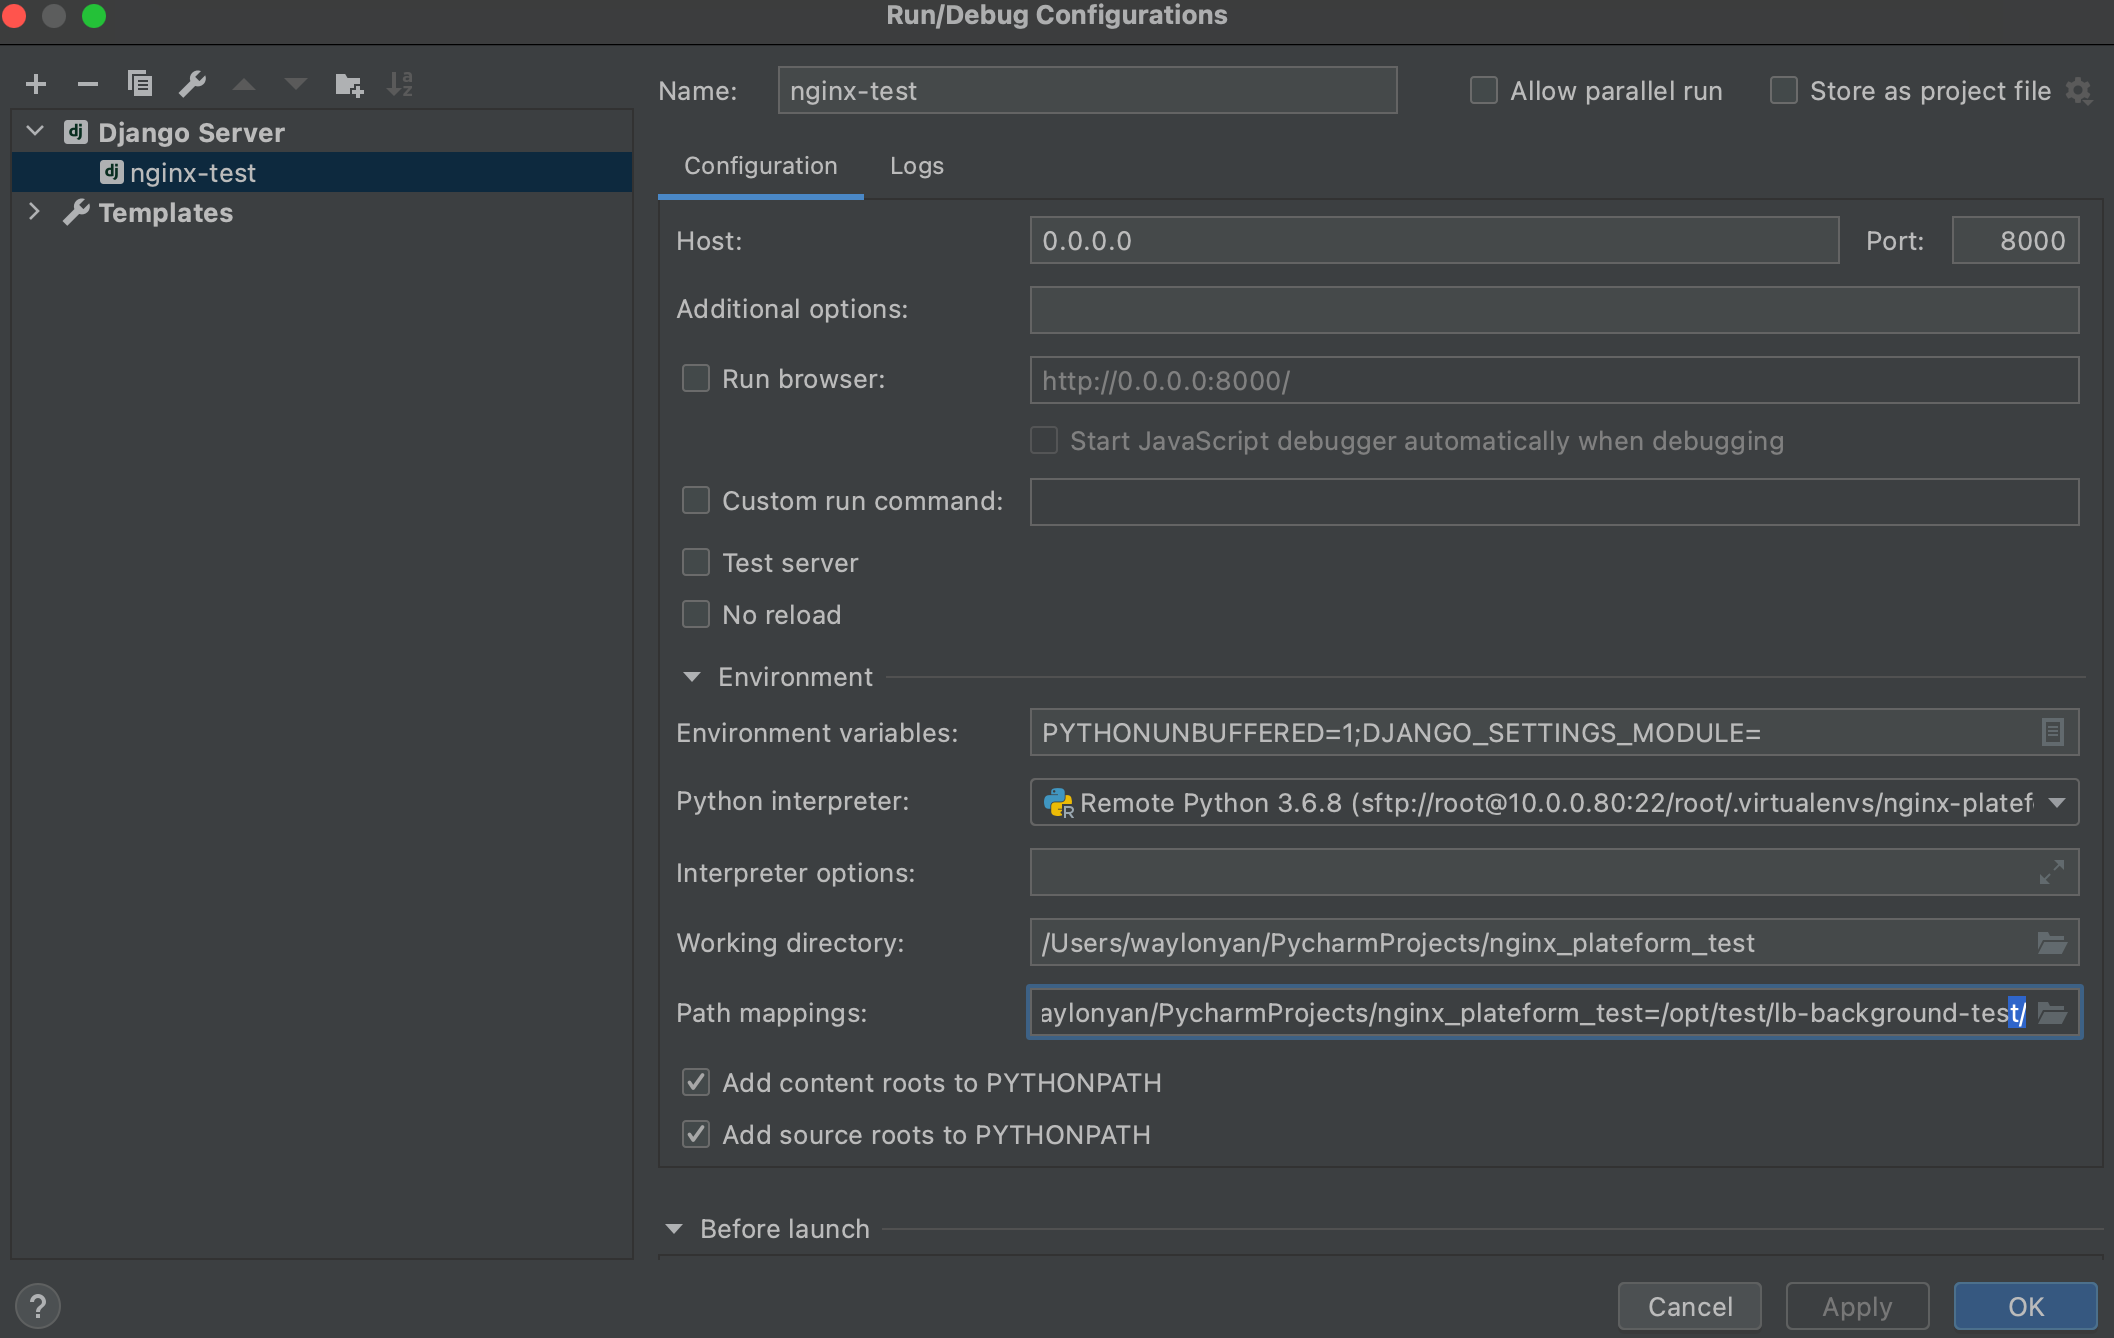 Run/Debug Configurations
Name: nginx-test Allow parallel run Store as project file
dj Django Server
dj nginx-test
Templates
Configuration Logs
Host: 0.0.0.0 Port: 8000
Additional options:
Run browser: http://0.0.0.0:8000/
Start JavaScript debugger automatically when debugging
Custom run command:
Test server
No reload
Environment
Environment variables: PYTHONUNBUFFERED=1;DJANGO_SETTINGS_MODULE=
Python interpreter: Remote Python 3.6.8 (sftp://root@10.0.0.80:22/root/.virtualenvs/nginx-platef
Interpreter options:
Working directory: /Users/waylonyan/PycharmProjects/nginx_plateform_test
Path mappings: aylonyan/PycharmProjects/nginx_plateform_test=/opt/test/lb-background-test/
Add content roots to PYTHONPATH
Add source roots to PYTHONPATH
Before launch
? Cancel Apply OK